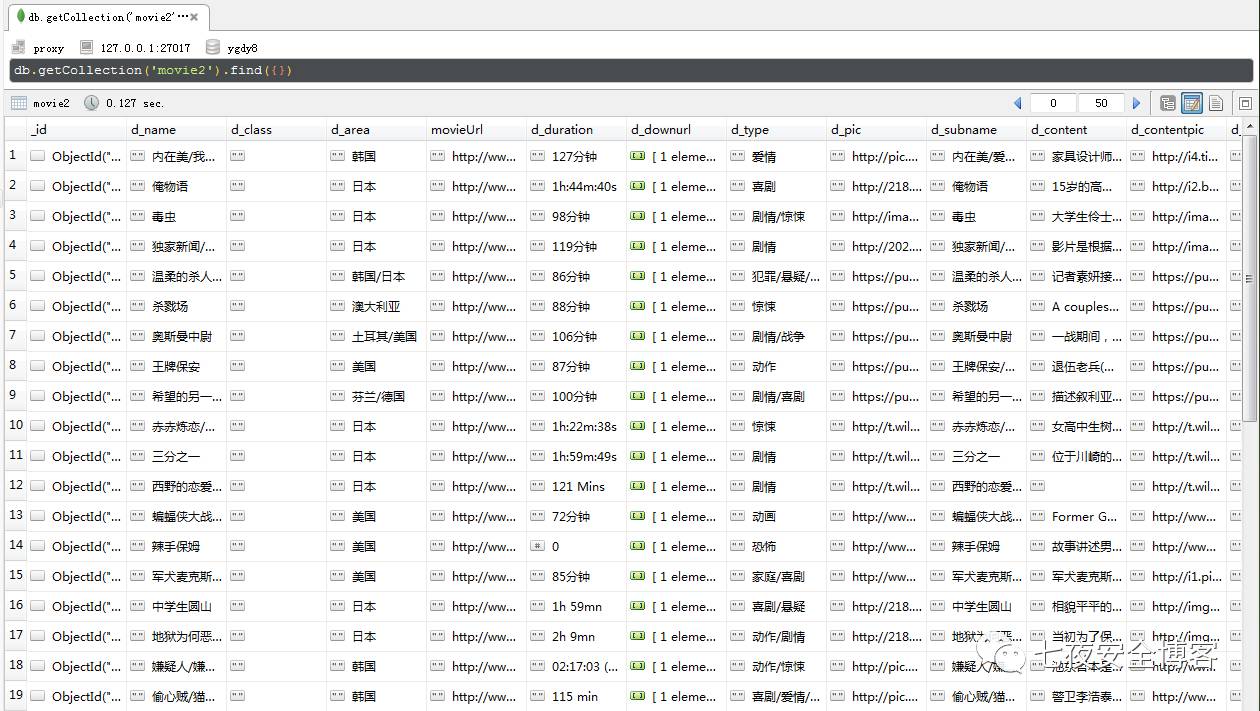 db.getCollection('movie2'···
proxy 127.0.0.1:27017 ygdy8
db.getCollection('movie2').find({})
movie2 0.127 sec. 0 50
_id d_name d_class d_area movieUrl d_duration d_downurl d_type d_pic d_subname d_content d_contentpic d_
1 ObjectId("... "" 内在美/我... "" "" 韩国 "" http://ww... "" 127分钟 [ 1 eleme... "" 爱情 "" http://pic.... "" 内在美/爱... "" 家具设计师... "" http://i4.ti... ""
2 ObjectId("... "" 俺物语 "" "" 日本 "" http://ww... "" 1h:44m:40s [ 1 eleme... "" 喜剧 "" http://218.... "" 俺物语 "" 15岁的高... "" http://i2.b... ""
3 ObjectId("... "" 毒虫 "" "" 日本 "" http://ww... "" 98分钟 [ 1 eleme... "" 剧情/惊悚 "" http://ima... "" 毒虫 "" 大学生伶士... "" http://ima... ""
4 ObjectId("... "" 独家新闻/... "" "" 日本 "" http://ww... "" 119分钟 [ 1 eleme... "" 剧情 "" http://202.... "" 独家新闻/... "" 影片是根据... "" http://ima... ""
5 ObjectId("... "" 温柔的杀人... "" "" 韩国/日本 "" http://ww... "" 86分钟 [ 1 eleme... "" 犯罪/悬疑/... "" https://pu... "" 温柔的杀人... "" 记者素妍接... "" https://pu... ""
6 ObjectId("... "" 杀戮场 "" "" 澳大利亚 "" http://ww... "" 88分钟 [ 1 eleme... "" 惊悚 "" https://pu... "" 杀戮场 "" A couples... "" https://pu... ""
7 ObjectId("... "" 奥斯曼中尉 "" "" 土耳其/美国 "" http://ww... "" 106分钟 [ 1 eleme... "" 剧情/战争 "" https://pu... "" 奥斯曼中尉 "" 一战期间，... "" https://pu... ""
8 ObjectId("... "" 王牌保安 "" "" 美国 "" http://ww... "" 87分钟 [ 1 eleme... "" 动作 "" https://pu... "" 王牌保安/... "" 退伍老兵(... "" https://pu... ""
9 ObjectId("... "" 希望的另一... "" "" 芬兰/德国 "" http://ww... "" 100分钟 [ 1 eleme... "" 剧情/喜剧 "" https://pu... "" 希望的另一... "" 描述叙利亚... "" https://pu... ""
10 ObjectId("... "" 赤赤炼恋/... "" "" 日本 "" http://ww... "" 1h:22m:38s [ 1 eleme... "" 惊悚 "" http://t.wil... "" 赤赤炼恋/... "" 女高中生树... "" http://t.wil... ""
11 ObjectId("... "" 三分之一 "" "" 日本 "" http://ww... "" 1h:59m:49s [ 1 eleme... "" 剧情 "" http://t.wil... "" 三分之一 "" 位于川崎的... "" http://t.wil... ""
12 ObjectId("... "" 西野的恋爱... "" "" 日本 "" http://ww... "" 121 Mins [ 1 eleme... "" 剧情 "" http://t.wil... "" 西野的恋爱... "" "" http://t.wil... ""
13 ObjectId("... "" 蝙蝠侠大战... "" "" 美国 "" http://ww... "" 72分钟 [ 1 eleme... "" 动画 "" http://ww... "" 蝙蝠侠大战... "" Former G... "" http://ww... ""
14 ObjectId("... "" 辣手保姆 "" "" 美国 "" http://ww... # 0 [ 1 eleme... "" 恐怖 "" http://ww... "" 辣手保姆 "" 故事讲述男... "" http://ww... ""
15 ObjectId("... "" 军犬麦克斯... "" "" 美国 "" http://ww... "" 85分钟 [ 1 eleme... "" 家庭/喜剧 "" http://ww... "" 军犬麦克斯... "" 军犬麦克斯... "" http://i1.pi... ""
16 ObjectId("... "" 中学生圆山 "" "" 日本 "" http://ww... "" 1h 59mn [ 1 eleme... "" 喜剧/悬疑 "" http://218.... "" 中学生圆山 "" 相貌平平的... "" http://img... ""
17 ObjectId("... "" 地狱为何恶... "" "" 日本 "" http://ww... "" 2h 9mn [ 1 eleme... "" 动作/剧情 "" http://218.... "" 地狱为何恶... "" 当初为了保... "" http://img... ""
18 ObjectId("... "" 嫌疑人/嫌... "" "" 韩国 "" http://ww... "" 02:17:03 (... [ 1 eleme... "" 动作/惊悚 "" http://pic.... "" 嫌疑人/嫌... "" http://ww... ""
七夜安全博客
19 ObjectId("... "" 偷心贼/猫... "" "" 韩国 "" http://ww... "" 115 min [ 1 eleme... "" 喜剧/爱情/... "" http://pic.... "" 偷心贼/猫... "" 警卫李浩泰... "" http://ww... ""